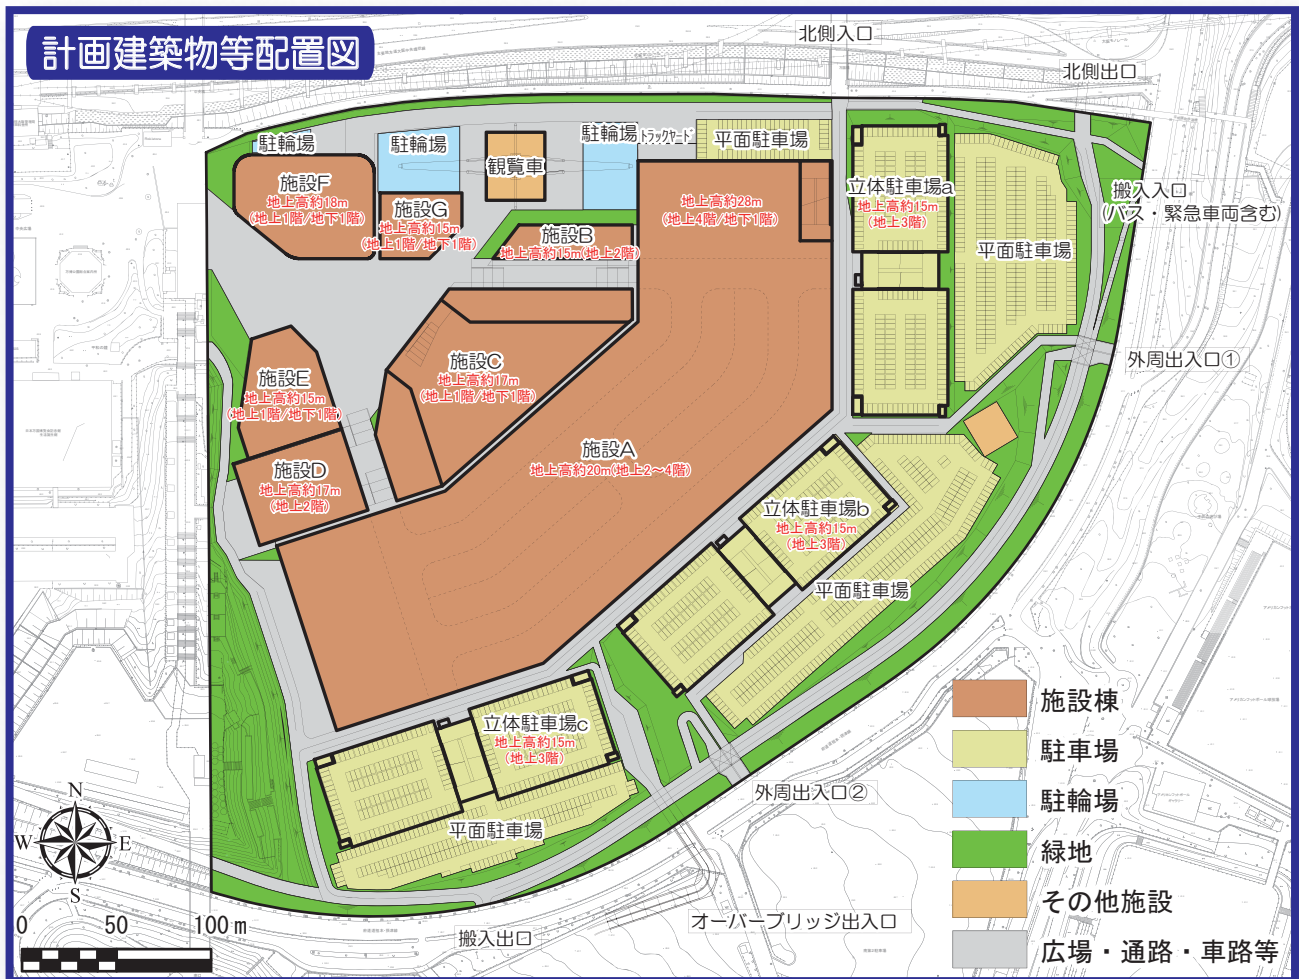 計画建築物等配置図
北側入口
北側出口
駐輪場
駐輪場
駐輪場
トラックヤード
平面駐車場
観覧車
施設F
地上高約18m
(地上1階/地下1階)
施設G
地上高約15m
(地上1階/地下1階)
施設B
地上高約15m(地上2階)
地上高約28m
(地上4階/地下1階)
立体駐車場a
地上高約15m
(地上3階)
搬入入口
(バス・緊急車両含む)
平面駐車場
外周出入口①
施設C
地上高約17m
(地上1階/地下1階)
施設E
地上高約15m
(地上1階/地下1階)
施設A
地上高約20m(地上2～4階)
施設D
地上高約17m
(地上2階)
立体駐車場b
地上高約15m
(地上3階)
平面駐車場
立体駐車場c
地上高約15m
(地上3階)
平面駐車場
外周出入口②
オーバーブリッジ出入口
搬入出口
N
W
E
S
0 50 100m
施設棟
駐車場
駐輪場
緑地
その他施設
広場・通路・車路等